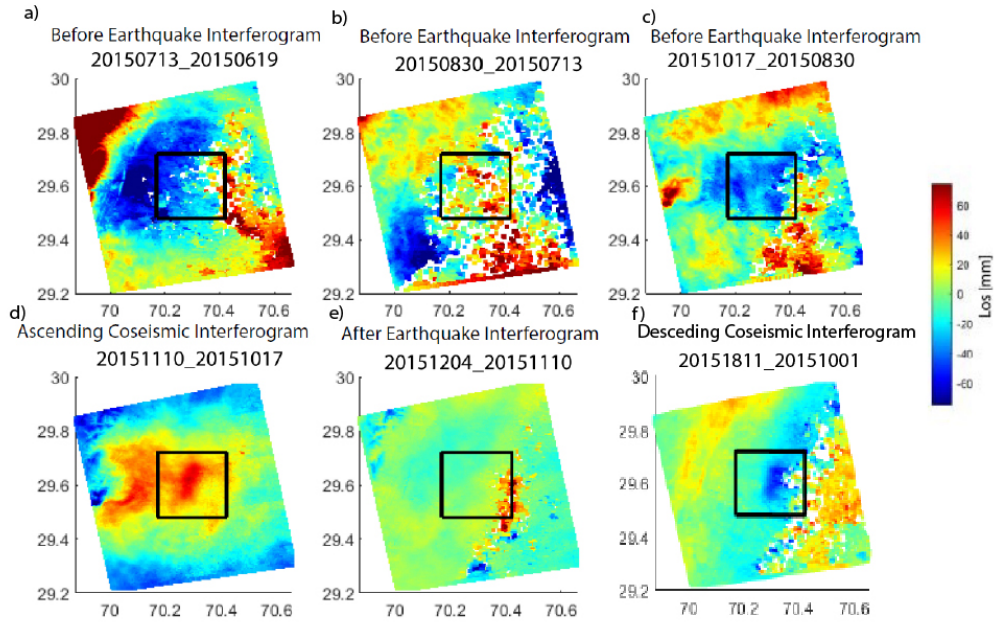 a)
Before Earthquake Interferogram
20150713_20150619
b)
Before Earthquake Interferogram
20150830_20150713
c)
Before Earthquake Interferogram
20151017_20150830
30
29.8
29.6
29.4
29.2
70 70.2 70.4 70.6
30
29.8
29.6
29.4
29.2
70 70.2 70.4 70.6
30
29.8
29.6
29.4
29.2
70 70.2 70.4 70.6
d)
Ascending Coseismic Interferogram
20151110_20151017
e)
After Earthquake Interferogram
20151204_20151110
f)
Desceding Coseismic Interferogram
20151811_20151001
30
29.8
29.6
29.4
29.2
70 70.2 70.4 70.6
30
29.8
29.6
29.4
29.2
70 70.2 70.4 70.6
30
29.8
29.6
29.4
29.2
70 70.2 70.4 70.6
60
40
20
0
-20
-40
-60
Los [mm]